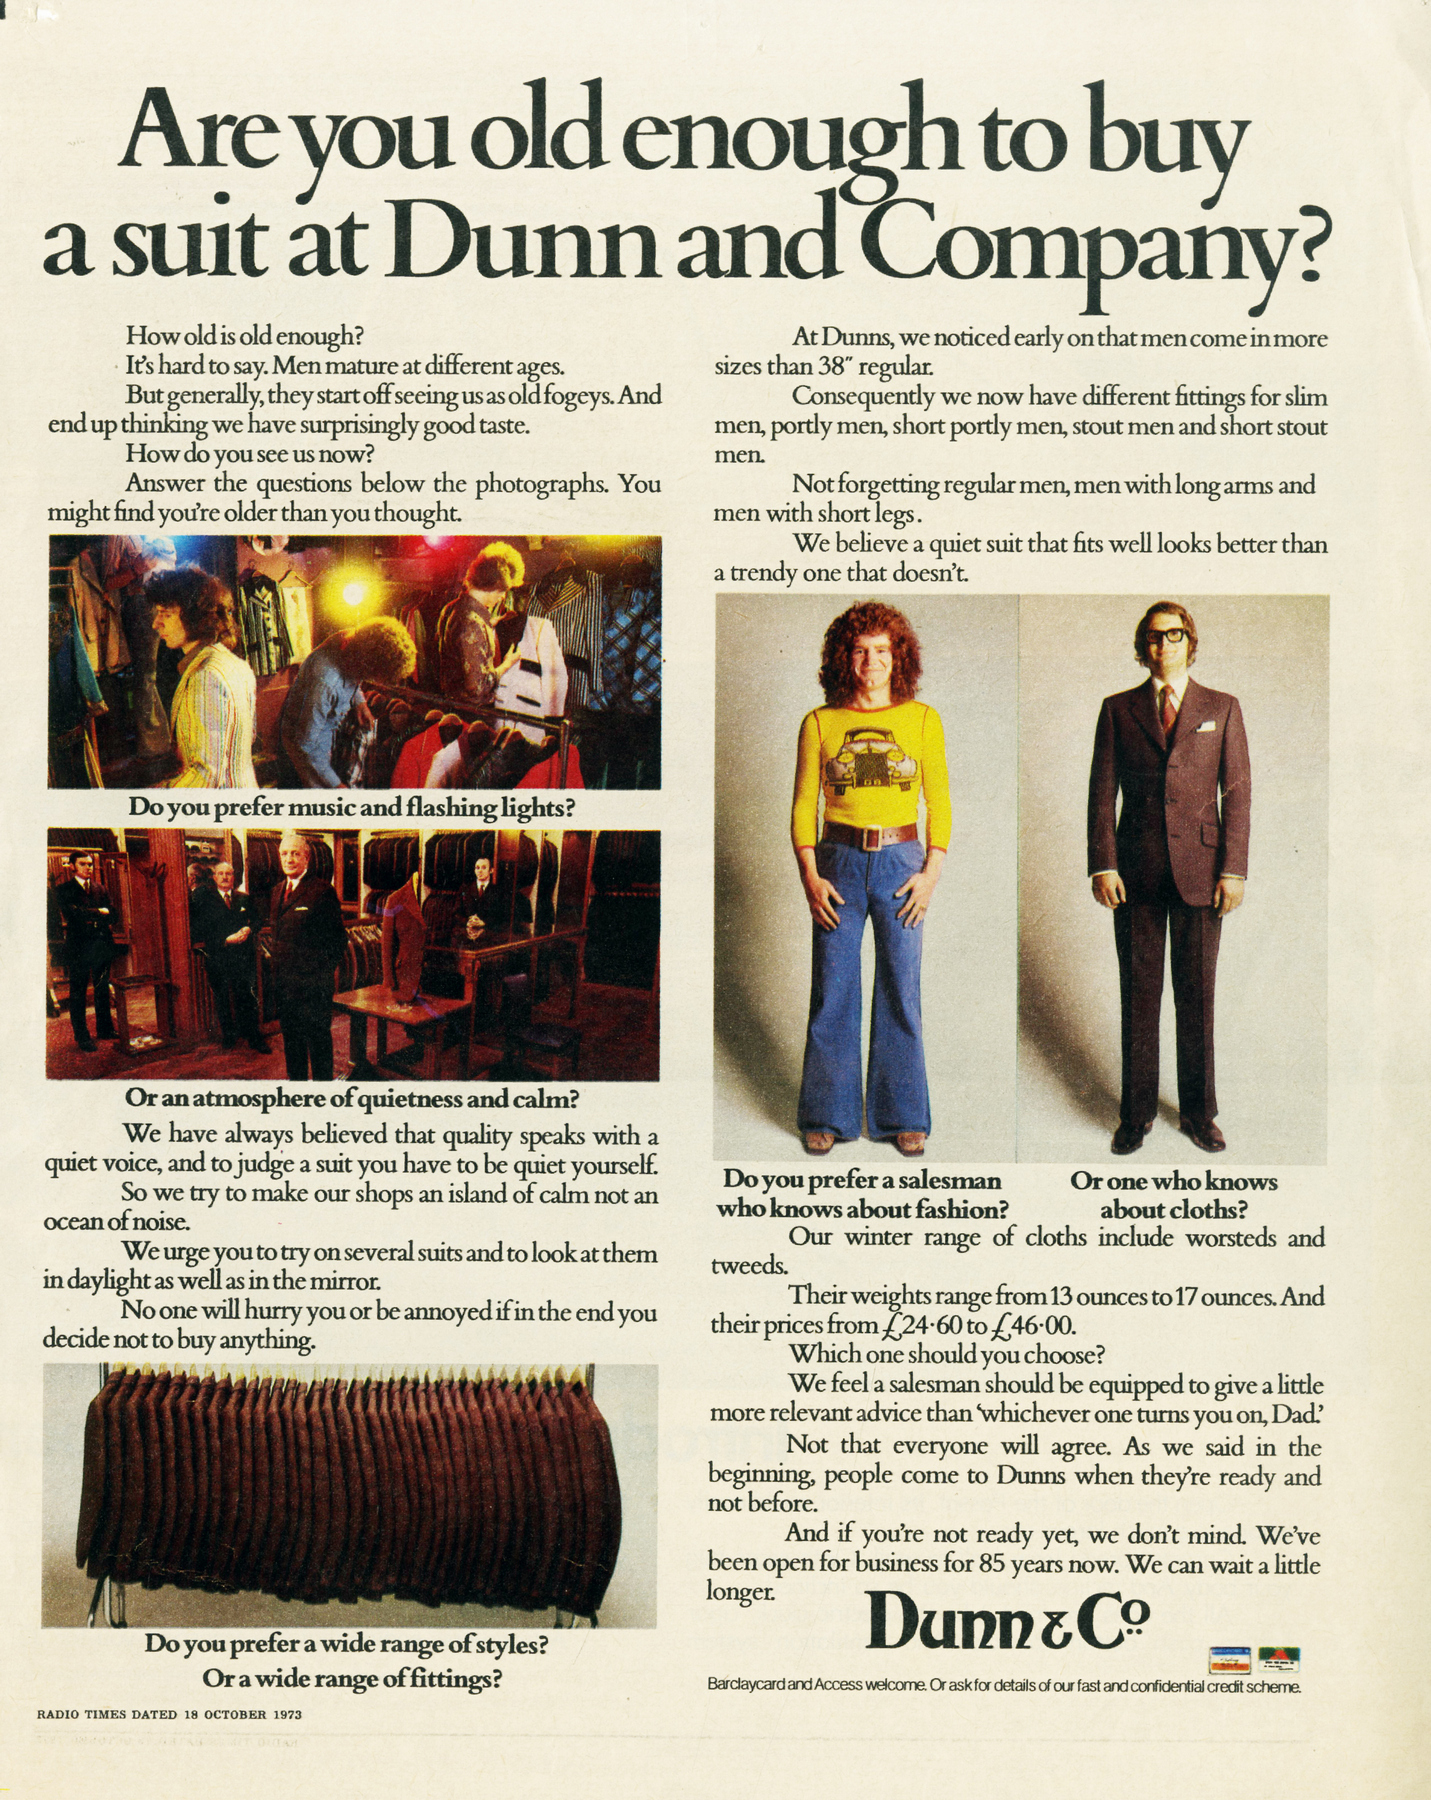 Are you old enough to buy
a suit at Dunn and Company?
How old is old enough?
It's hard to say. Men mature at different ages.
But generally, they start off seeing us as old fogeys. And
end up thinking we have surprisingly good taste.
How do you see us now?
Answer the questions below the photographs. You
might find you're older than you thought.
Do you prefer music and flashing lights?
Or an atmosphere of quietness and calm?
We have always believed that quality speaks with a
quiet voice, and to judge a suit you have to be quiet yourself.
So we try to make our shops an island of calm not an
ocean of noise.
We urge you to try on several suits and to look at them
in daylight as well as in the mirror.
No one will hurry you or be annoyed if in the end you
decide not to buy anything.
Do you prefer a wide range of styles?
Or a wide range of fittings?
At Dunns, we noticed early on that men come in more
sizes than 38″ regular.
Consequently we now have different fittings for slim
men, portly men, short portly men, stout men and short stout
men.
Not forgetting regular men, men with long arms and
men with short legs.
We believe a quiet suit that fits well looks better than
a trendy one that doesn't.
Do you prefer a salesman
who knows about fashion?
Or one who knows
about cloths?
Our winter range of cloths include worsteds and
tweeds.
Their weights range from 13 ounces to 17 ounces. And
their prices from £24·60 to £46·00.
Which one should you choose?
We feel a salesman should be equipped to give a little
more relevant advice than 'whichever one turns you on, Dad.'
Not that everyone will agree. As we said in the
beginning, people come to Dunns when they're ready and
not before.
And if you're not ready yet, we don't mind. We've
been open for business for 85 years now. We can wait a little
longer.
Dunn & Co
Barclaycard and Access welcome. Or ask for details of our fast and confidential credit scheme.
RADIO TIMES DATED 18 OCTOBER 1973